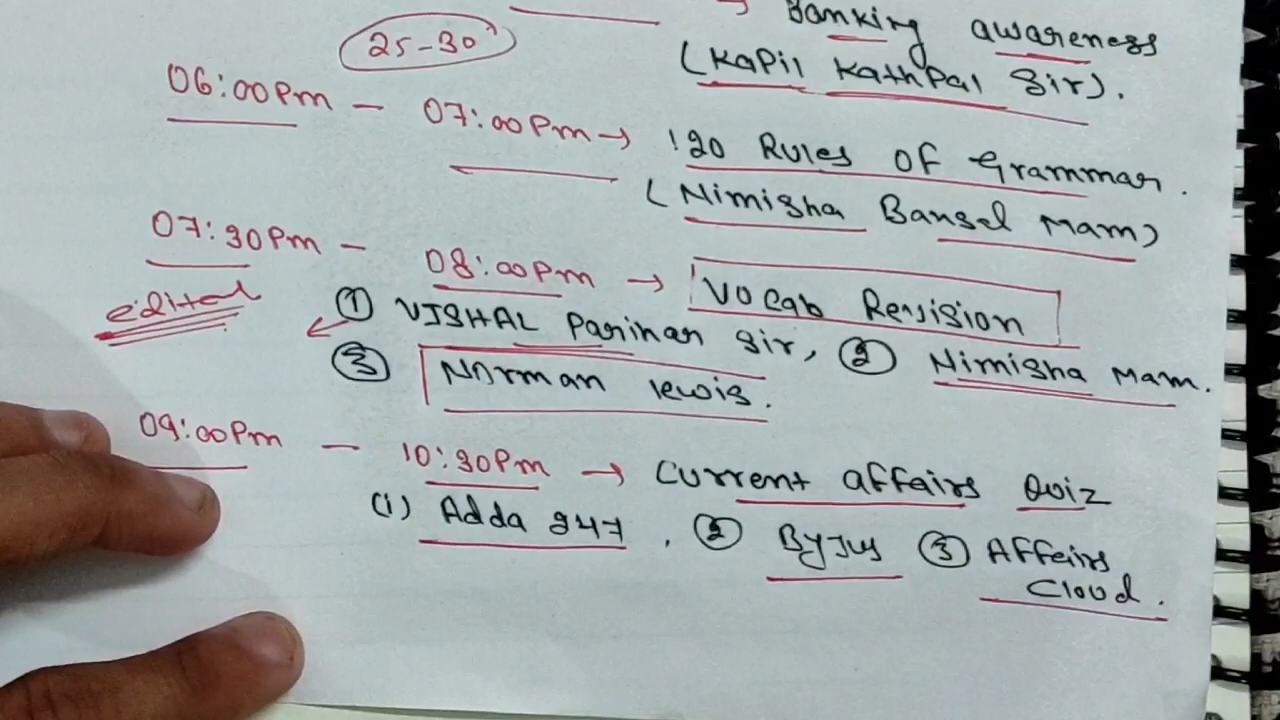 → Banking awareness
25-30
(Kapil Kathpal Sir).
06:00Pm – 07:00Pm → 120 Rules OF Grammar.
(Nimisha Bansal Mam)
07:30Pm – 08:00Pm → Vocab Revision
edited
① VISHAL Parihar Sir, ② Nimisha Mam.
③ Norman lewis.
09:00Pm – 10:30Pm → Current affairs Quiz
(1) Adda 247, ② Byjus ③ Affairs
Cloud.